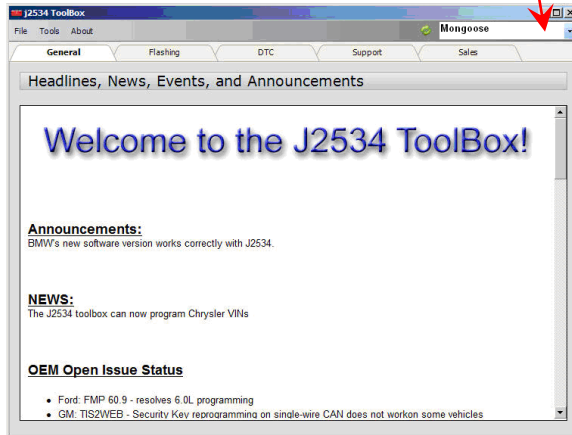 j2534 ToolBox
File Tools About
Mongoose
General Flashing DTC Support Sales
Headlines, News, Events, and Announcements
Welcome to the J2534 ToolBox!
Announcements:
BMW's new software version works correctly with J2534.
NEWS:
The J2534 toolbox can now program Chrysler VINs
OEM Open Issue Status
• Ford: FMP 60.9 - resolves 6.0L programming
• GM: TIS2WEB - Security Key reprogramming on single-wire CAN does not workon some vehicles